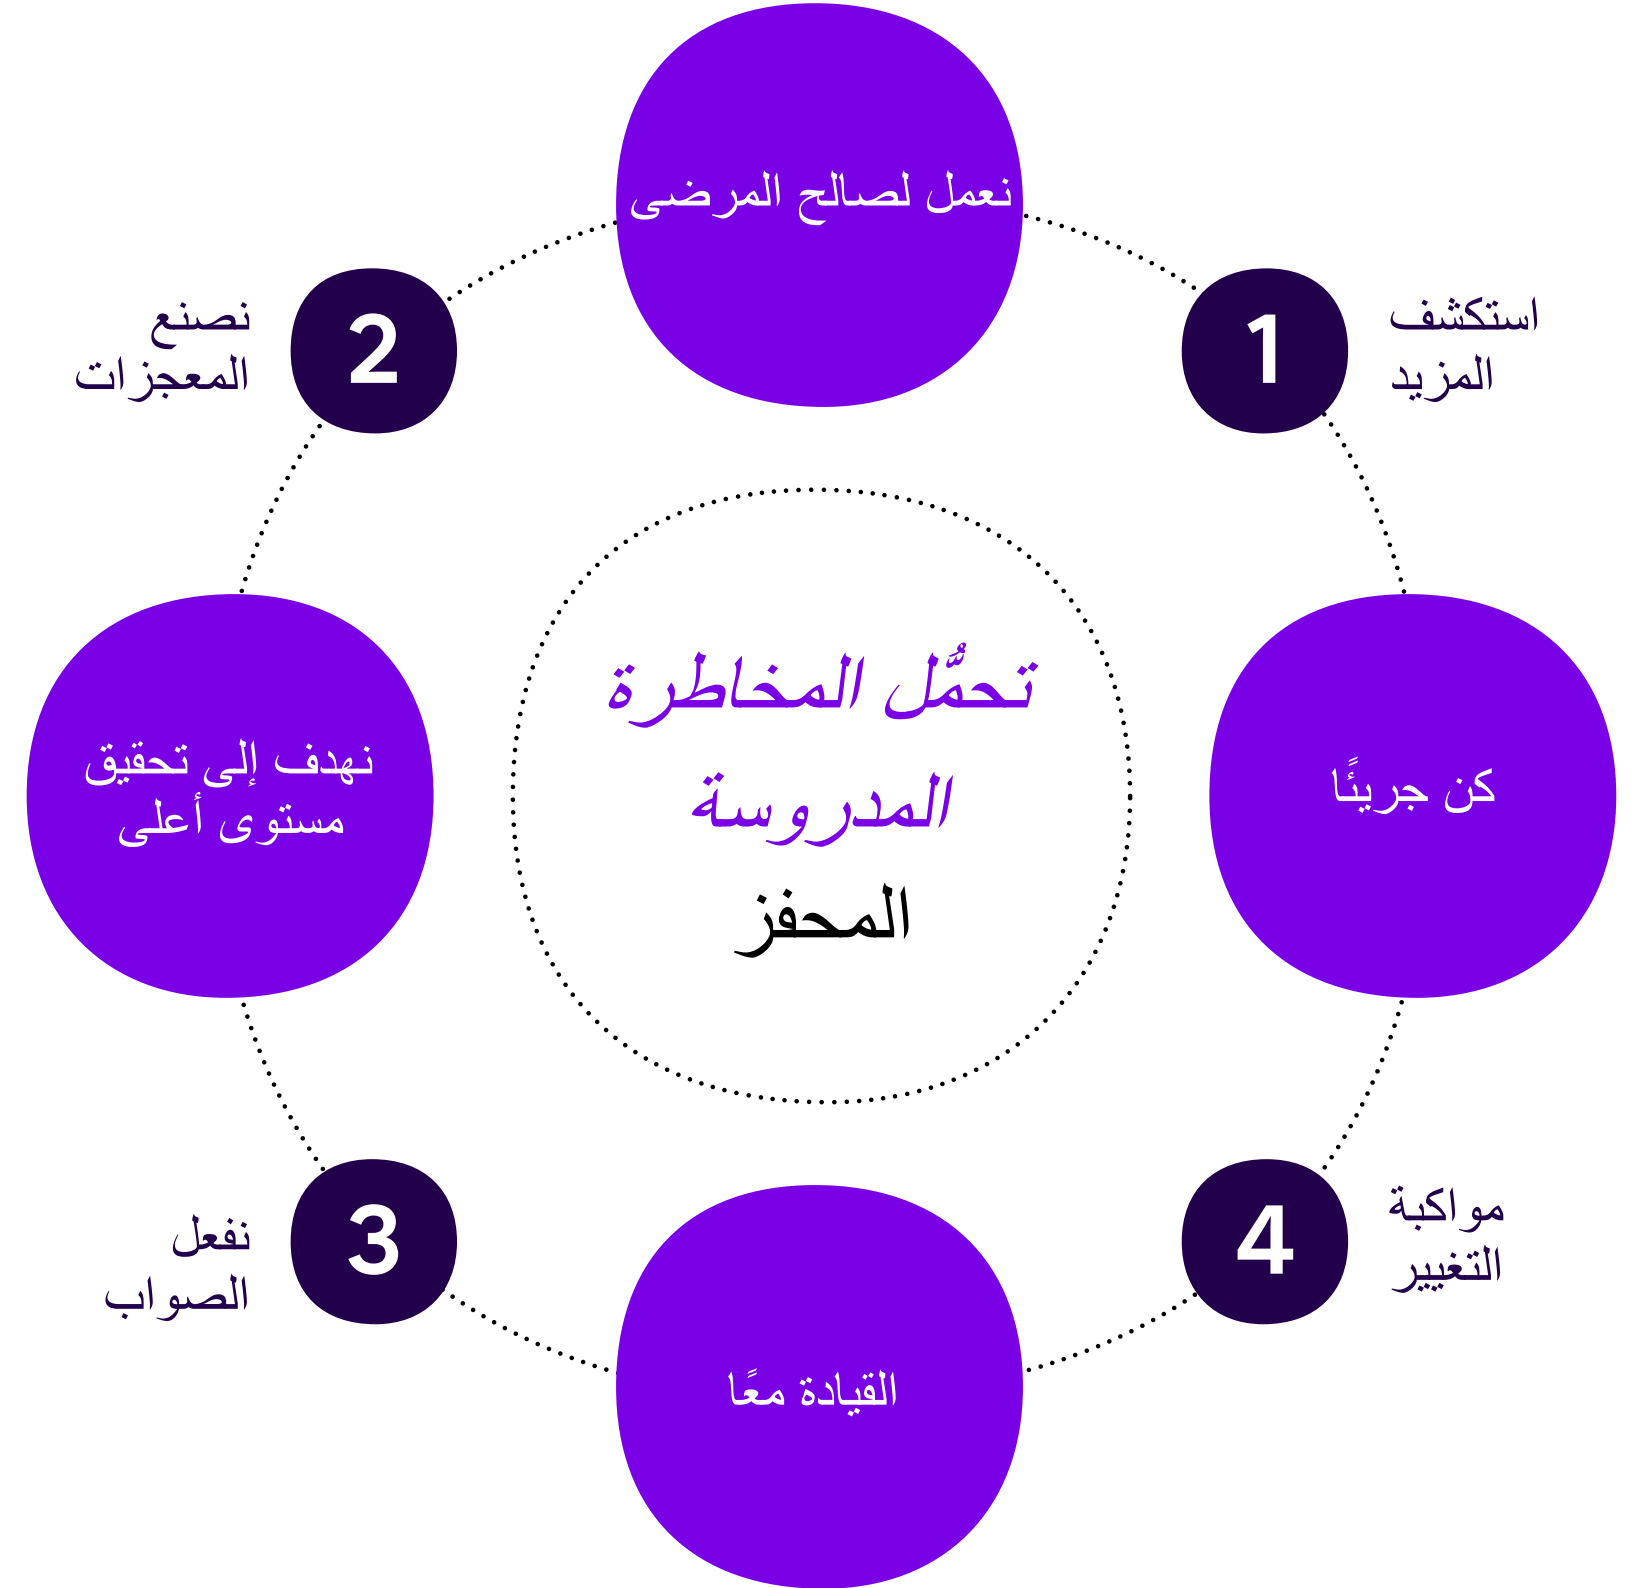 نعمل لصالح المرضى
1
استكشف
المزيد
2
نصنع
المعجزات
كن جريئًا
تحمُّل المخاطرة
المدروسة
المحفز
نهدف إلى تحقيق
مستوى أعلى
4
مواكبة
التغيير
3
نفعل
الصواب
القيادة معًا